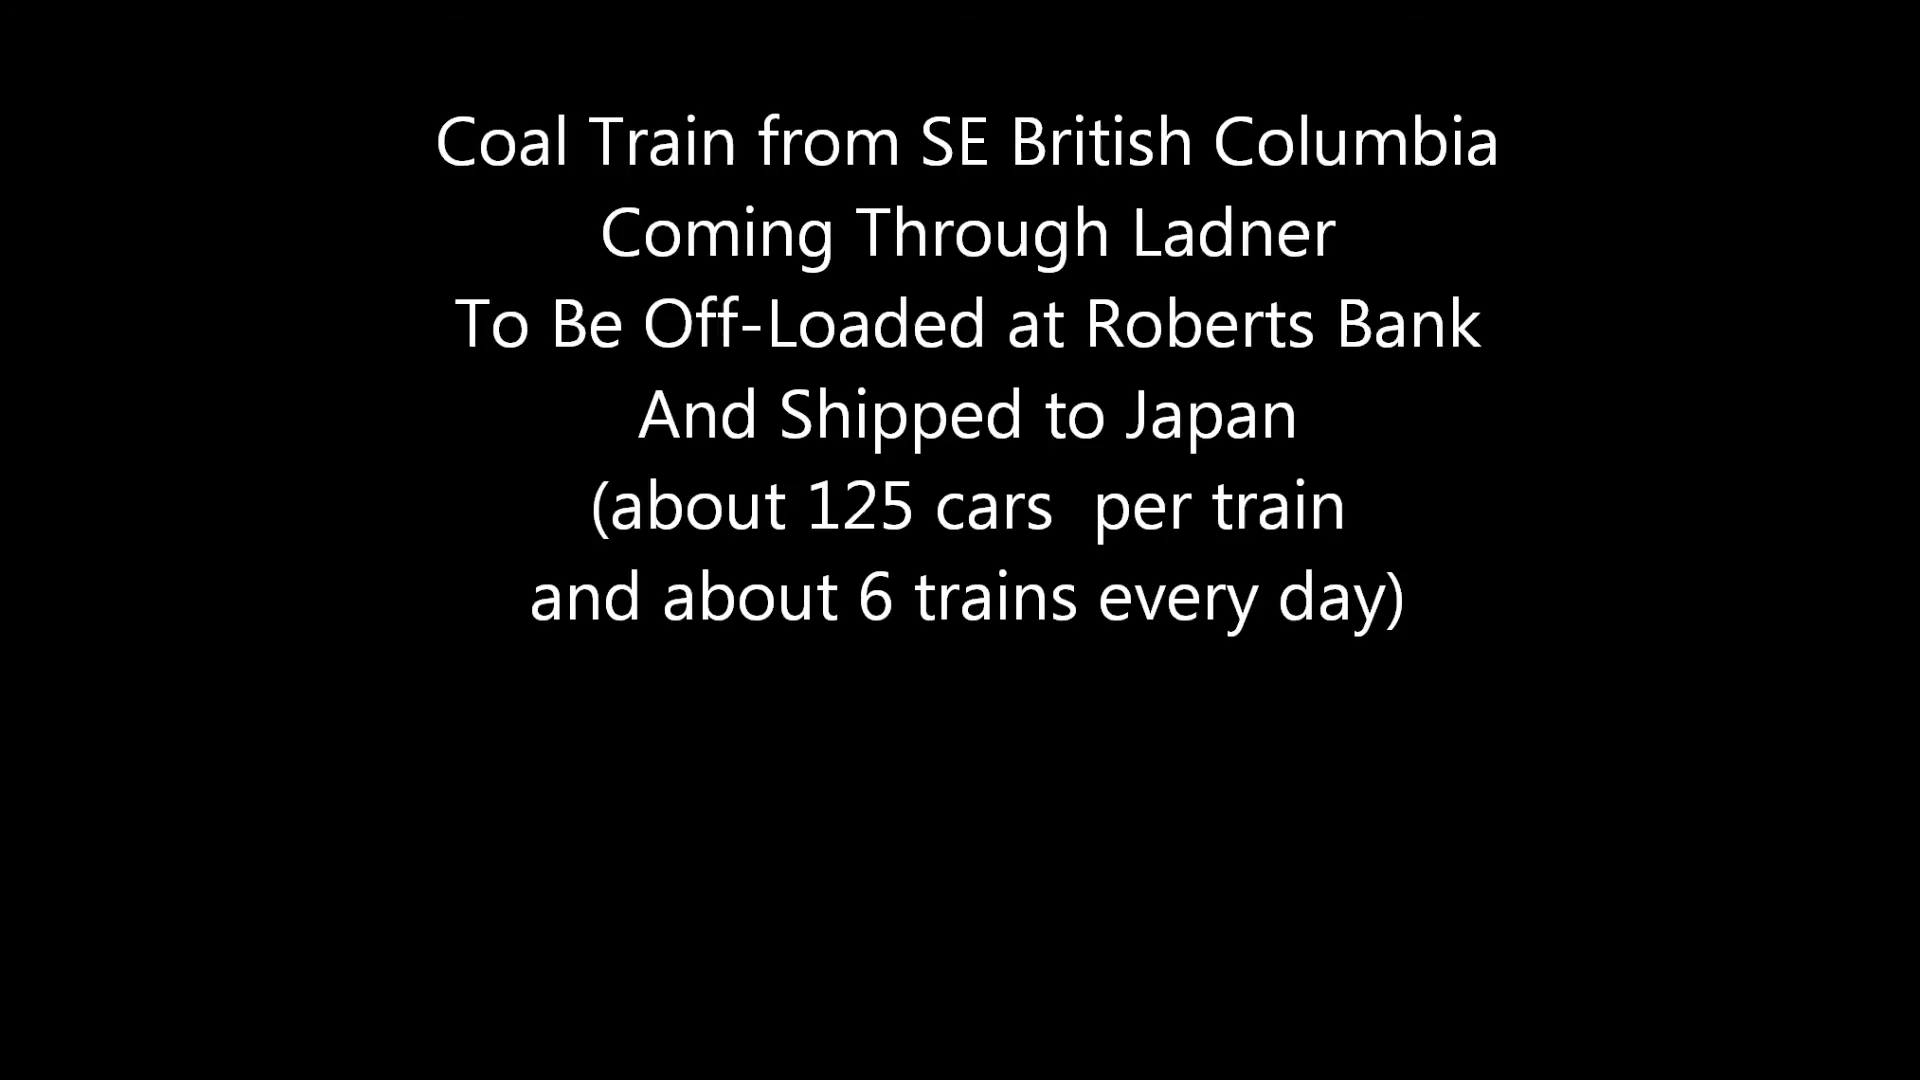 Coal Train from SE British Columbia
Coming Through Ladner
To Be Off-Loaded at Roberts Bank
And Shipped to Japan
(about 125 cars  per train
and about 6 trains every day)